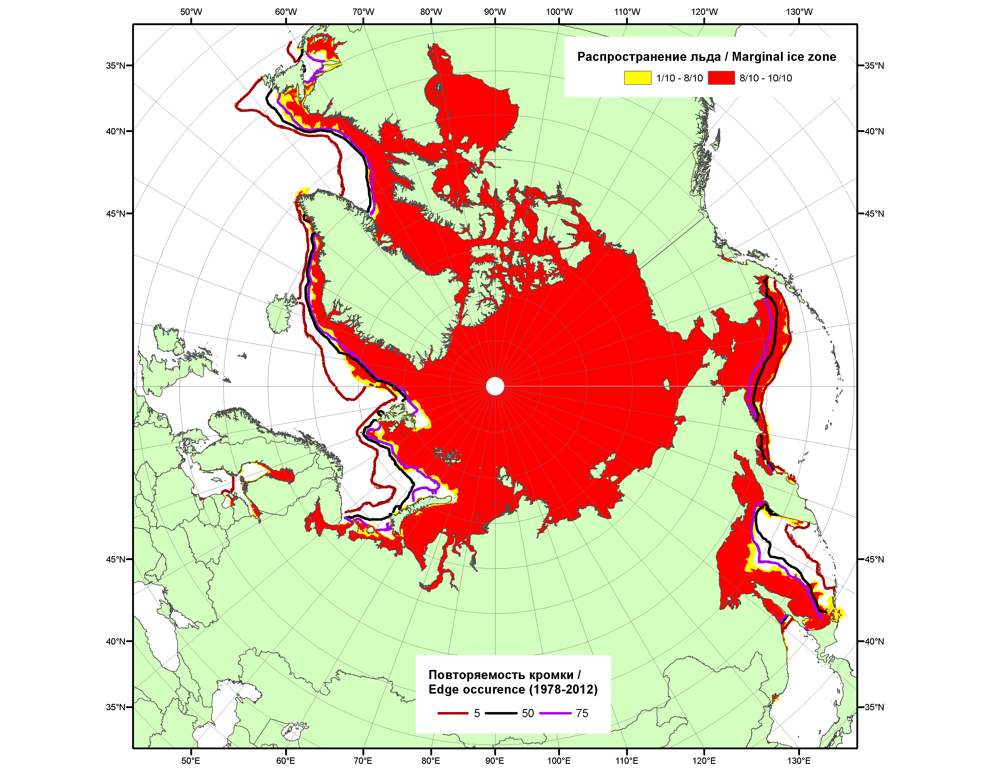 50°W 60°W 70°W 80°W 90°W 100°W 110°W 120°W 130°W
Распространение льда / Marginal ice zone
1/10 - 8/10 8/10 - 10/10
35°N 35°N
40°N 40°N
45°N 45°N
45°N 45°N
40°N 40°N
Повторяемость кромки /
Edge occurence (1978-2012)
35°N 35°N
5 50 75
50°E 60°E 70°E 80°E 90°E 100°E 110°E 120°E 130°E